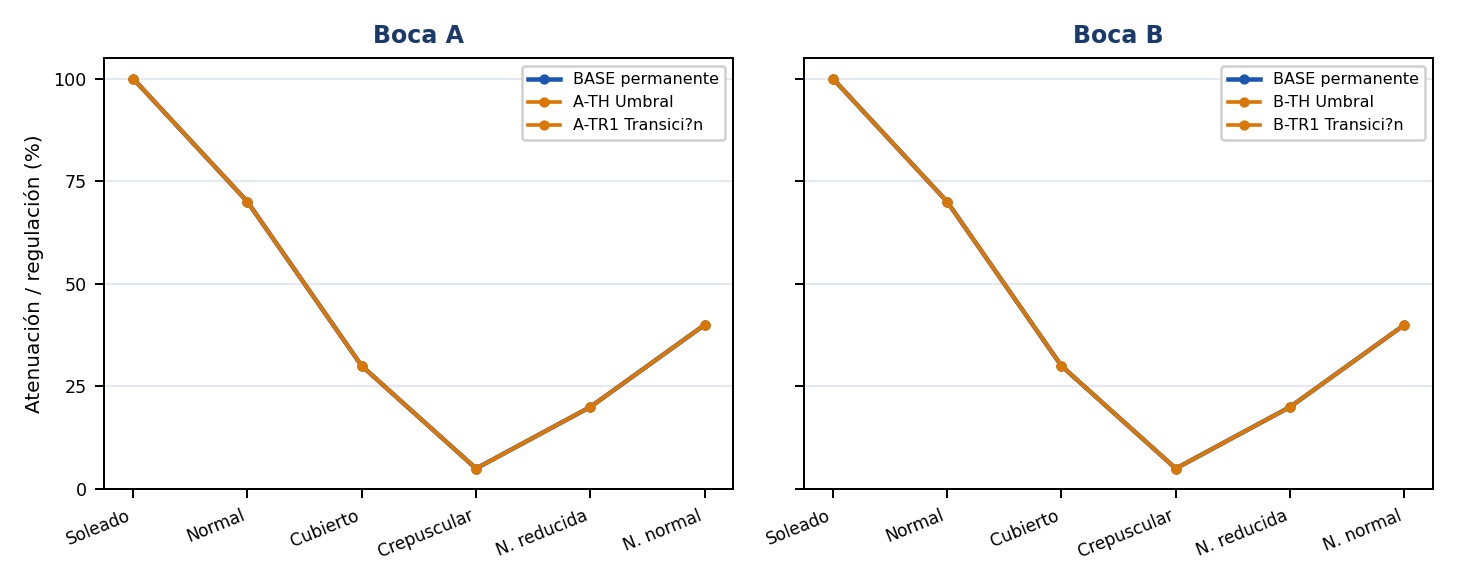 Boca A
Boca B
Atenuación / regulación (%)
100
75
50
25
0
BASE permanente
A-TH Umbral
A-TR1 Transici?n
BASE permanente
B-TH Umbral
B-TR1 Transici?n
Soleado
Normal
Cubierto
Crepuscular
N. reducida
N. normal
Soleado
Normal
Cubierto
Crepuscular
N. reducida
N. normal